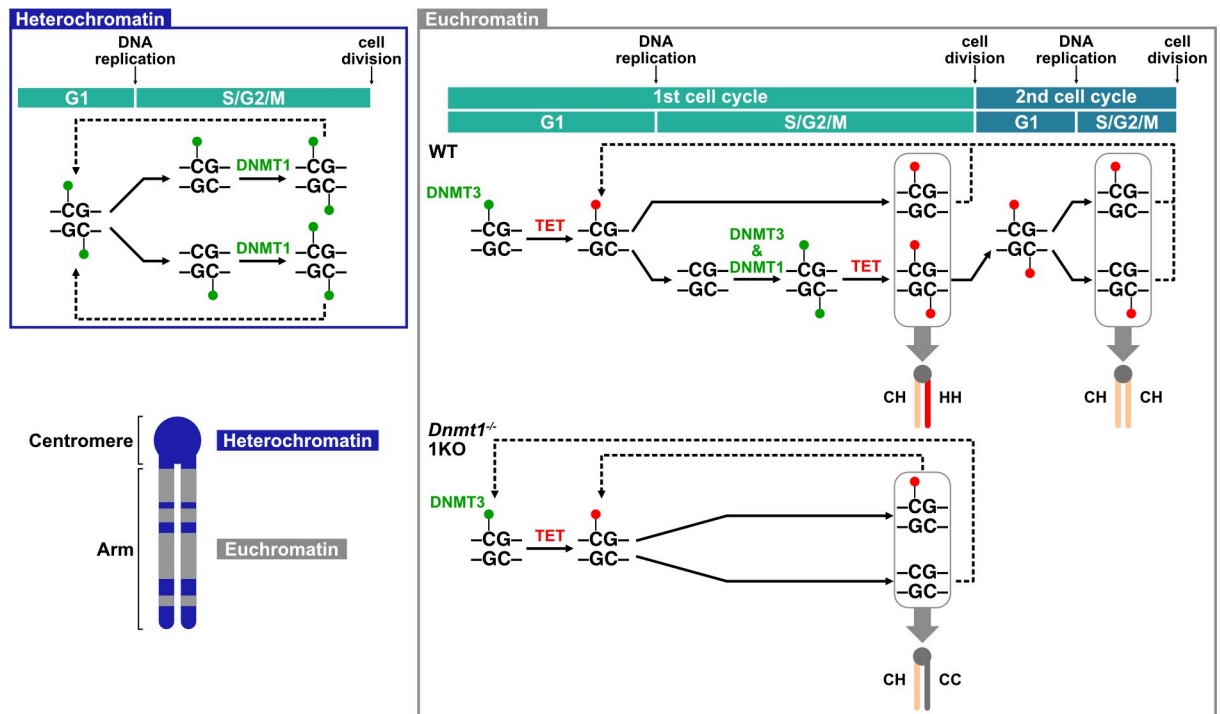 Heterochromatin
DNA
replication
cell
division
G1
S/G2/M
–CG–
–GC–
–CG–
–GC–
DNMT1
–CG–
–GC–
–CG–
–GC–
DNMT1
–CG–
–GC–
Centromere
Heterochromatin
Arm
Euchromatin
Euchromatin
DNA
replication
cell
division
DNA
replication
cell
division
1st cell cycle
2nd cell cycle
G1
S/G2/M
G1
S/G2/M
WT
DNMT3
–CG–
–GC–
TET
–CG–
–GC–
–CG–
–GC–
–CG–
–GC–
DNMT3
&
DNMT1
–CG–
–GC–
TET
–CG–
–GC–
–CG–
–GC–
–CG–
–GC–
–CG–
–GC–
CH
HH
CH
CH
Dnmt1-/-
1KO
DNMT3
–CG–
–GC–
TET
–CG–
–GC–
–CG–
–GC–
–CG–
–GC–
CH
CC